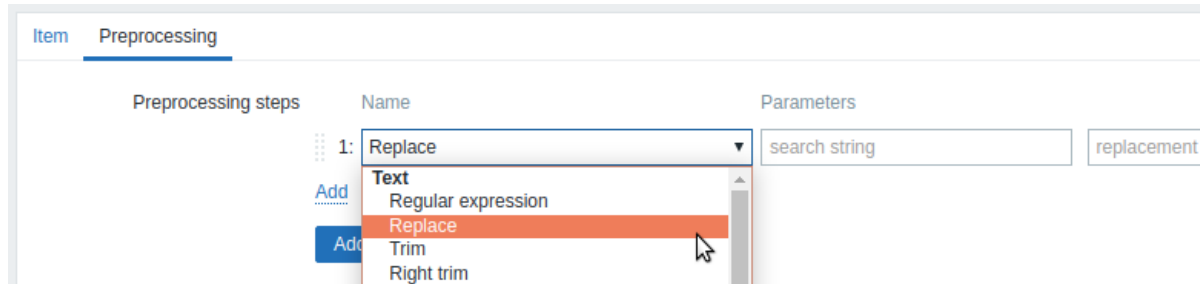 Item Preprocessing
Preprocessing steps Name Parameters
1: Replace search string replacement
Text
Add Regular expression
Replace
Add Trim
Right trim